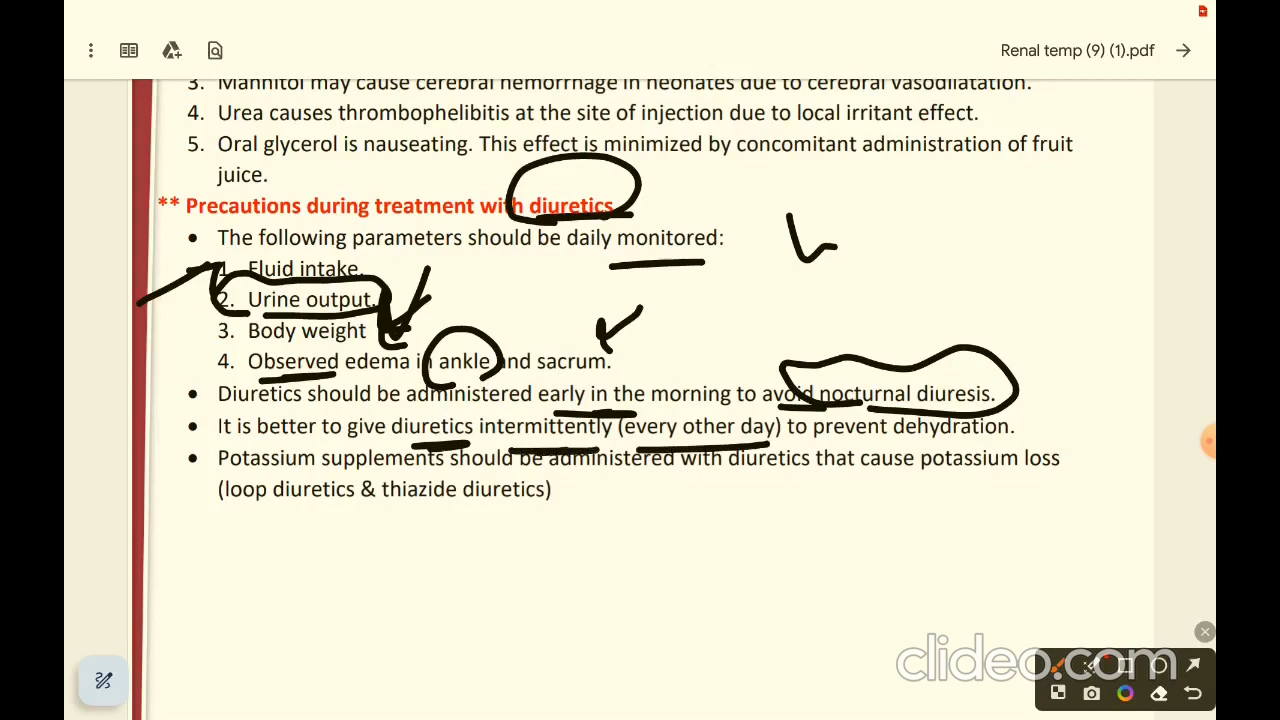 Renal temp (9) (1).pdf
3. Mannitol may cause cerebral hemorrhage in neonates due to cerebral vasodilatation.
4. Urea causes thrombophelibitis at the site of injection due to local irritant effect.
5. Oral glycerol is nauseating. This effect is minimized by concomitant administration of fruit
juice.
** Precautions during treatment with diuretics
• The following parameters should be daily monitored:
1. Fluid intake.
2. Urine output.
3. Body weight
4. Observed edema in ankle and sacrum.
• Diuretics should be administered early in the morning to avoid nocturnal diuresis.
• It is better to give diuretics intermittently (every other day) to prevent dehydration.
• Potassium supplements should be administered with diuretics that cause potassium loss
(loop diuretics & thiazide diuretics)
clideo.com